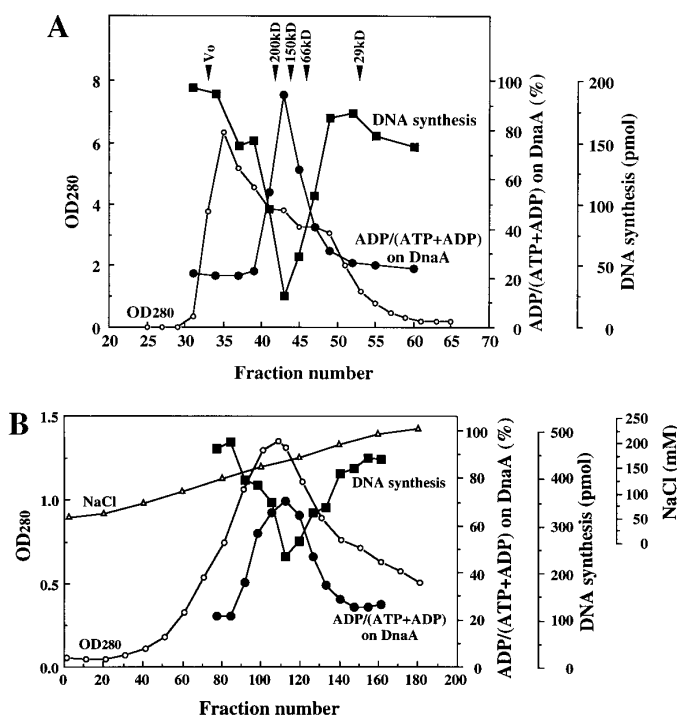 A
Vo
200kD
150kD
66kD
29kD
8
6
4
2
0
OD280
20 25 30 35 40 45 50 55 60 65 70
Fraction number
DNA synthesis
ADP/(ATP+ADP)
on DnaA
OD280
100
80
60
40
20
0
ADP/(ATP+ADP) on DnaA (%)
200
150
100
50
0
DNA synthesis (pmol)
B
1.5
1.0
0.5
0.0
OD280
0 20 40 60 80 100 120 140 160 180 200
Fraction number
NaCl
DNA synthesis
OD280
ADP/(ATP+ADP)
on DnaA
100
80
60
40
20
0
ADP/(ATP+ADP) on DnaA (%)
500
400
300
200
100
0
DNA synthesis (pmol)
250
200
150
100
50
0
NaCl (mM)